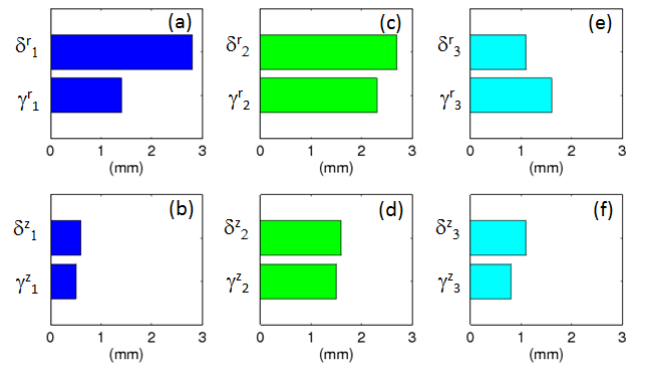 (a)
δʳ₁
γʳ₁
0 1 2 3
(mm)
(c)
δʳ₂
γʳ₂
0 1 2 3
(mm)
(e)
δʳ₃
γʳ₃
0 1 2 3
(mm)
(b)
δᶻ₁
γᶻ₁
0 1 2 3
(mm)
(d)
δᶻ₂
γᶻ₂
0 1 2 3
(mm)
(f)
δᶻ₃
γᶻ₃
0 1 2 3
(mm)